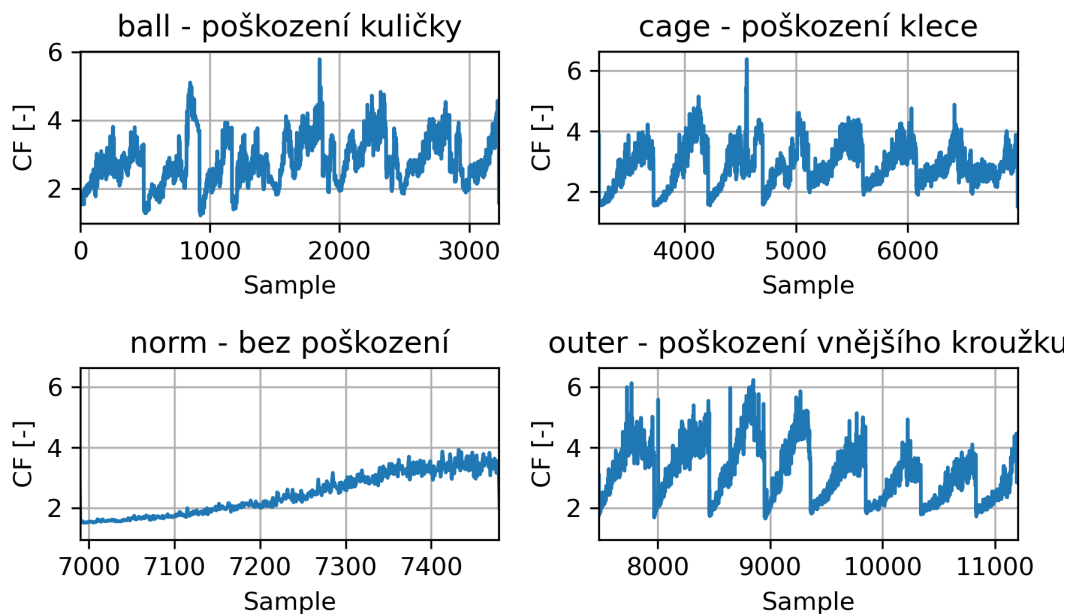 ball - poškození kuličky
6
4
2
CF [-]
0 1000 2000 3000
Sample
cage - poškození klece
6
4
2
CF [-]
4000 5000 6000
Sample
norm - bez poškození
6
4
2
CF [-]
7000 7100 7200 7300 7400
Sample
outer - poškození vnějšího kroužku
6
4
2
CF [-]
8000 9000 10000 11000
Sample